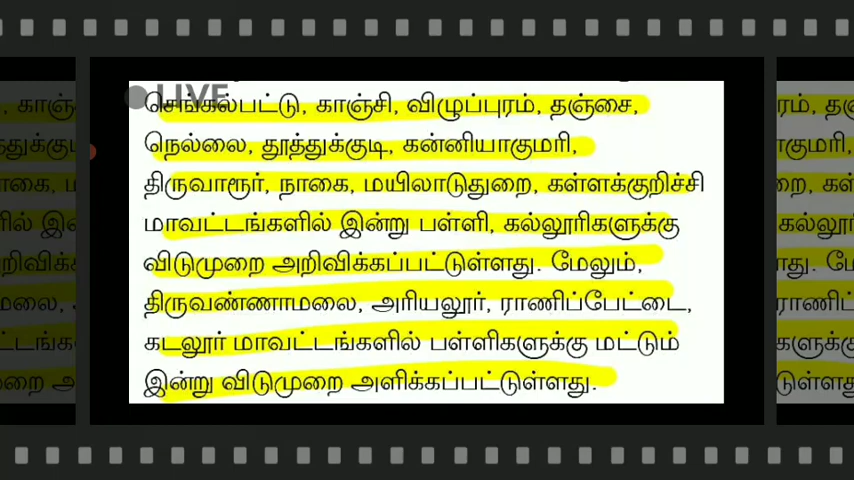 LIVE
செங்கல்பட்டு, காஞ்சி, விழுப்புரம், தஞ்சை,
நெல்லை, தூத்துக்குடி, கன்னியாகுமரி,
திருவாரூர், நாகை, மயிலாடுதுறை, கள்ளக்குறிச்சி
மாவட்டங்களில் இன்று பள்ளி, கல்லூரிகளுக்கு
விடுமுறை அறிவிக்கப்பட்டுள்ளது. மேலும்,
திருவண்ணாமலை, அரியலூர், ராணிப்பேட்டை,
கடலூர் மாவட்டங்களில் பள்ளிகளுக்கு மட்டும்
இன்று விடுமுறை அளிக்கப்பட்டுள்ளது.